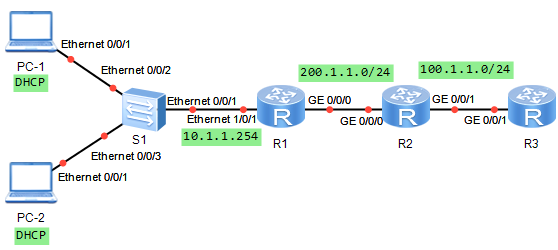 Ethernet 0/0/1
PC-1
DHCP
Ethernet 0/0/2
Ethernet 0/0/1
Ethernet 1/0/1
10.1.1.254
S1
Ethernet 0/0/3
Ethernet 0/0/1
PC-2
DHCP
200.1.1.0/24
GE 0/0/0
GE 0/0/0
R
R1
100.1.1.0/24
GE 0/0/1
GE 0/0/1
R
R2
R
R3